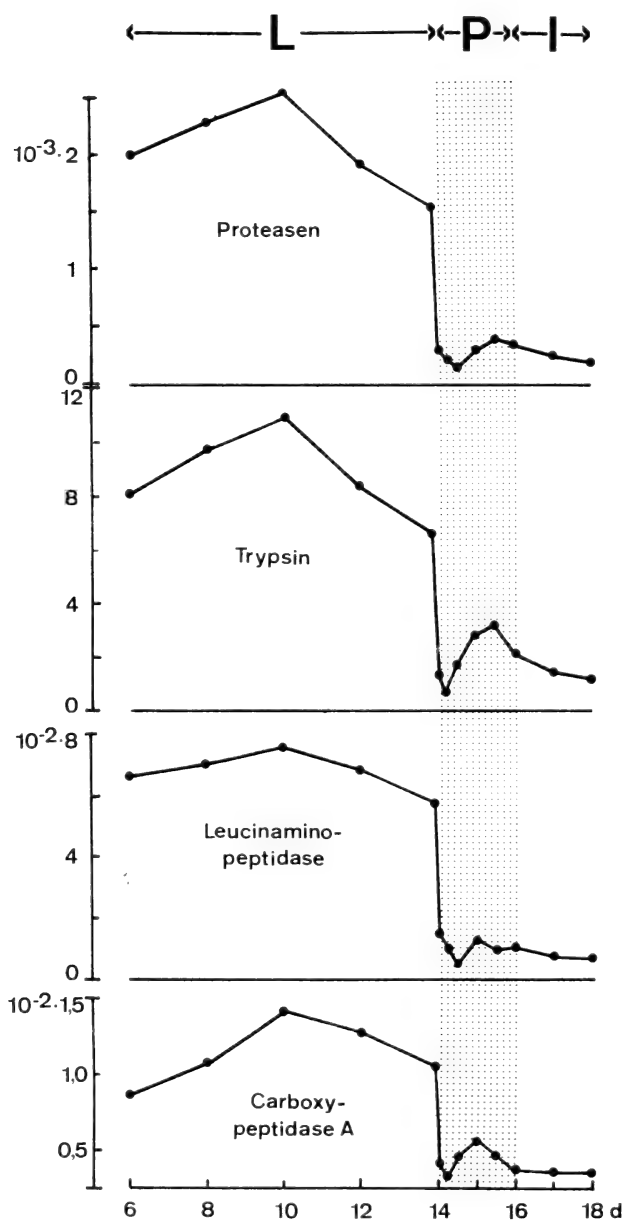 L P I
10⁻³·2
1
0
Proteasen
12
8
4
0
Trypsin
10⁻²·8
4
0
Leucinamino-
peptidase
10⁻²·1,5
1,0
0,5
Carboxy-
peptidase A
6 8 10 12 14 16 18 d